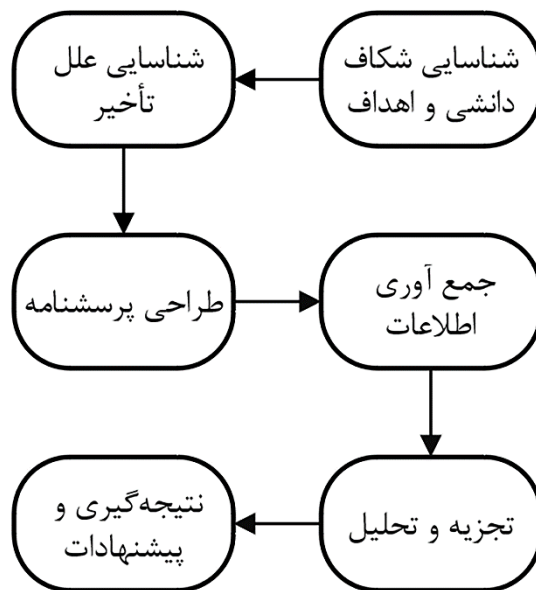 شناسایی شکاف
دانشی و اهداف
شناسایی علل
تأخیر
طراحی پرسشنامه
جمع آوری
اطلاعات
تجزیه و تحلیل
نتیجه‌گیری و
پیشنهادات